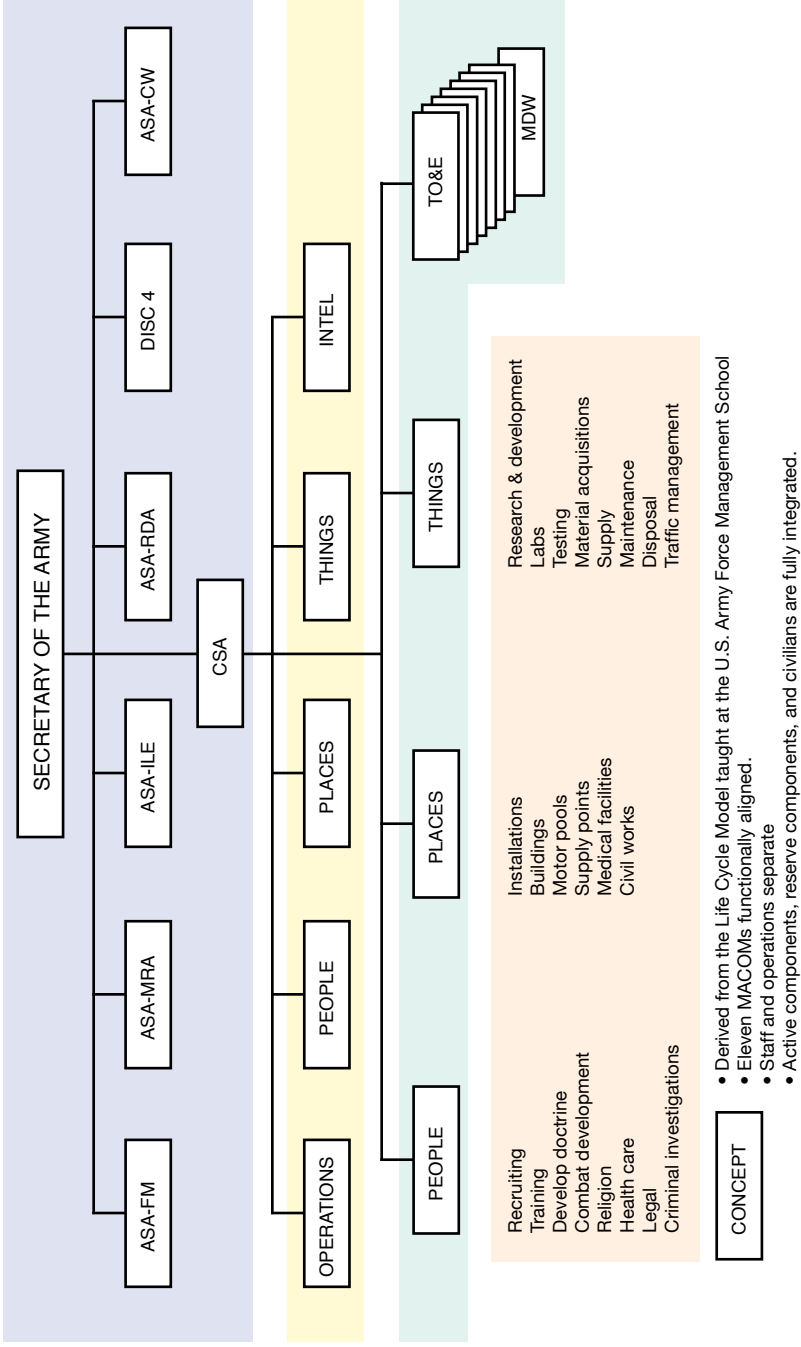 SECRETARY OF THE ARMY
ASA-FM
ASA-MRA
ASA-ILE
ASA-RDA
DISC 4
ASA-CW
CSA
OPERATIONS
PEOPLE
PLACES
THINGS
INTEL
PEOPLE
PLACES
THINGS
TO&E
MDW
Recruiting
Training
Develop doctrine
Combat development
Religion
Health care
Legal
Criminal investigations
Installations
Buildings
Motor pools
Supply points
Medical facilities
Civil works
Research & development
Labs
Testing
Material acquisitions
Supply
Maintenance
Disposal
Traffic management
CONCEPT
• Derived from the Life Cycle Model taught at the U.S. Army Force Management School
• Eleven MACOMs functionally aligned.
• Staff and operations separate
• Active components, reserve components, and civilians are fully integrated.